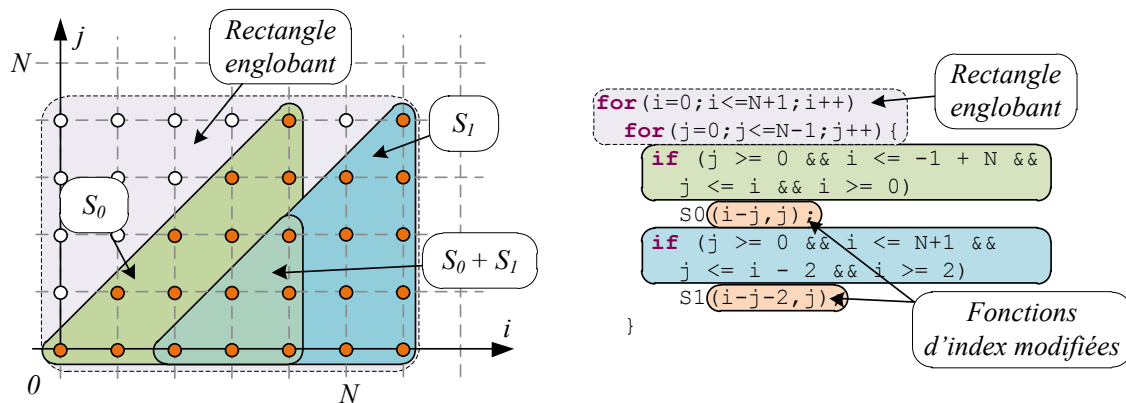 j
N
Rectangle
englobant
S1
S0
S0 + S1
i
0
N
for(i=0;i<=N+1;i++)
for(j=0;j<=N-1;j++){
if (j >= 0 && i <= -1 + N &&
j <= i && i >= 0)
S0(i-j,j);
if (j >= 0 && i <= N+1 &&
j <= i - 2 && i >= 2)
S1(i-j-2,j)
}
Rectangle
englobant
Fonctions
d'index modifiées